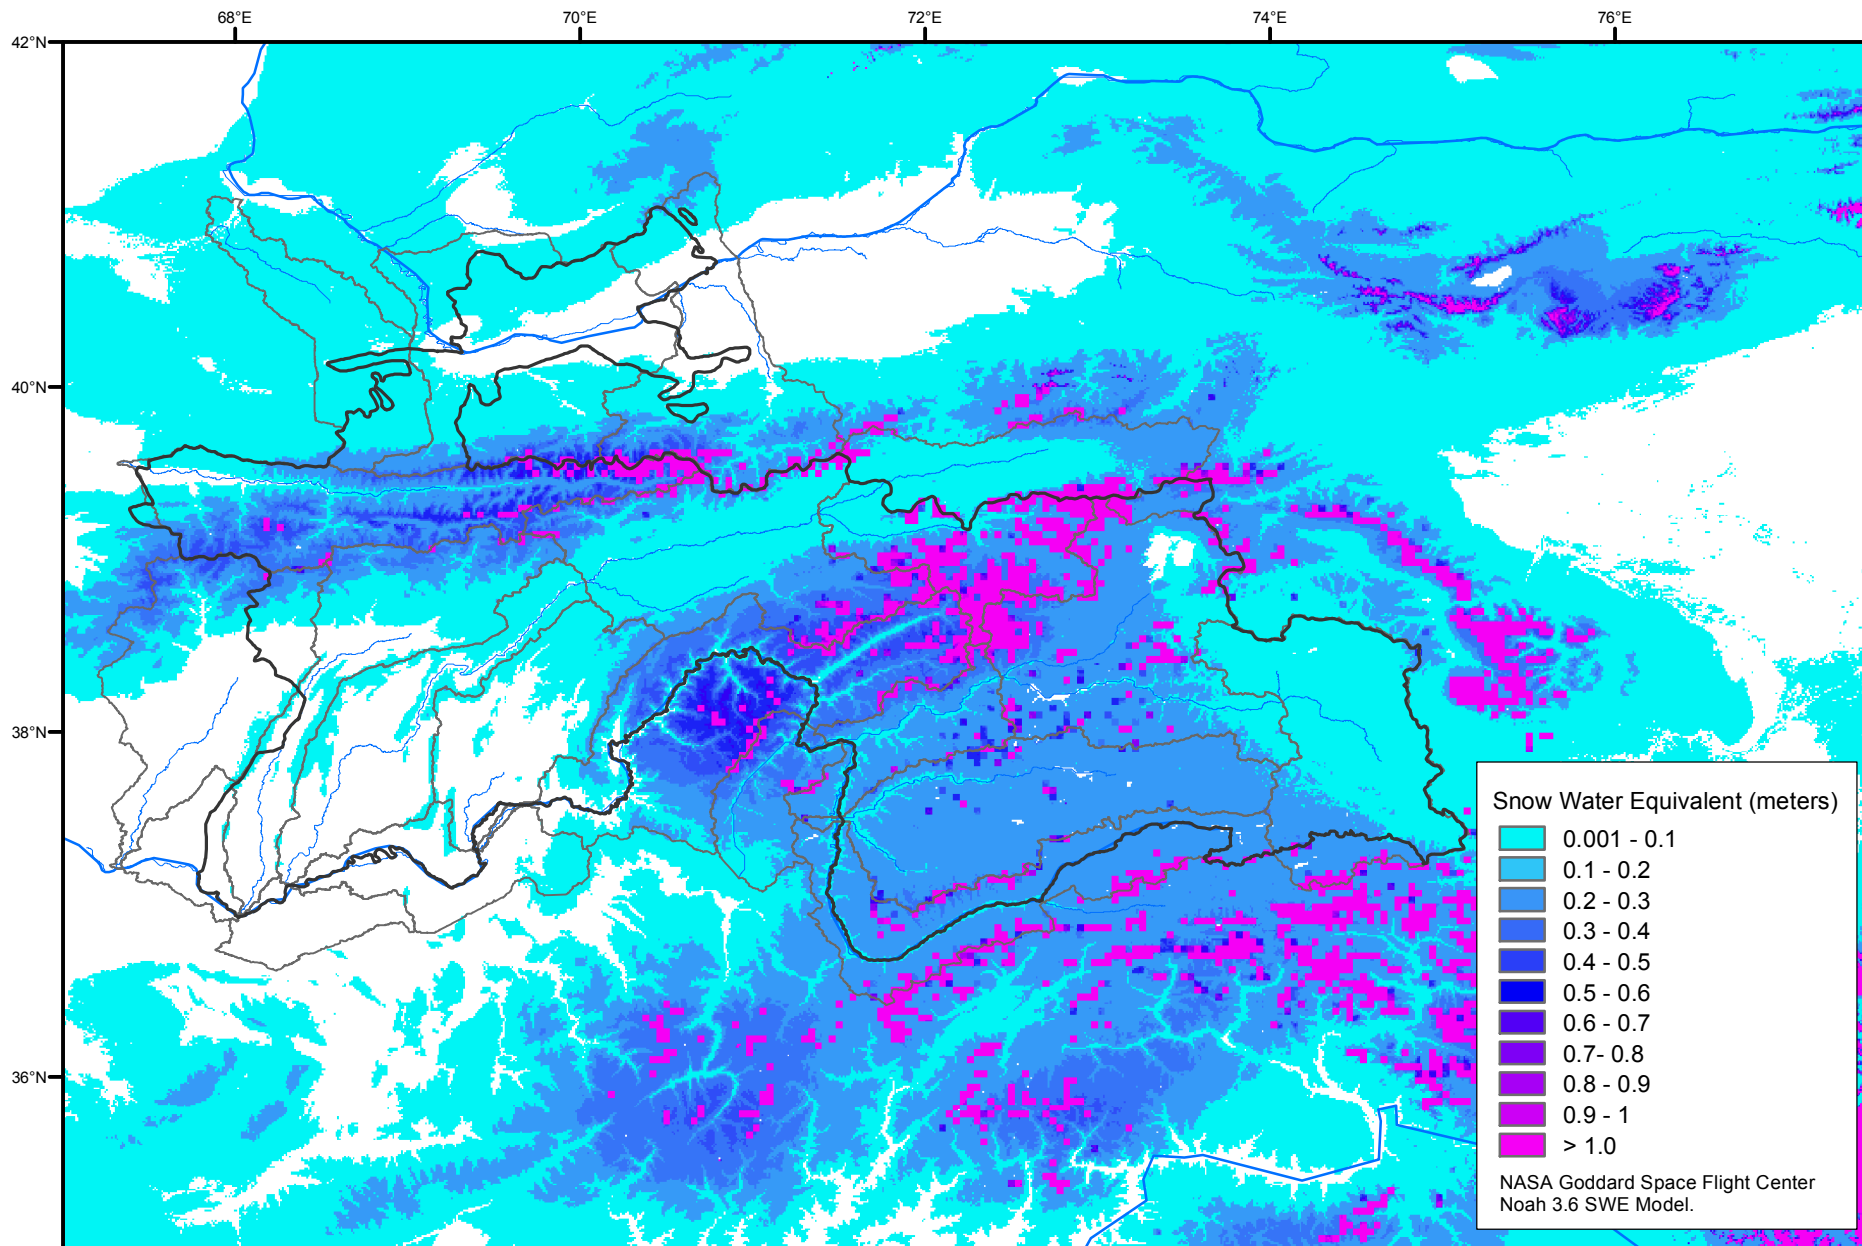 68°E 70°E 72°E 74°E 76°E
42°N
40°N
38°N
36°N
Snow Water Equivalent (meters)
0.001 - 0.1
0.1 - 0.2
0.2 - 0.3
0.3 - 0.4
0.4 - 0.5
0.5 - 0.6
0.6 - 0.7
0.7- 0.8
0.8 - 0.9
0.9 - 1
> 1.0
NASA Goddard Space Flight Center
Noah 3.6 SWE Model.